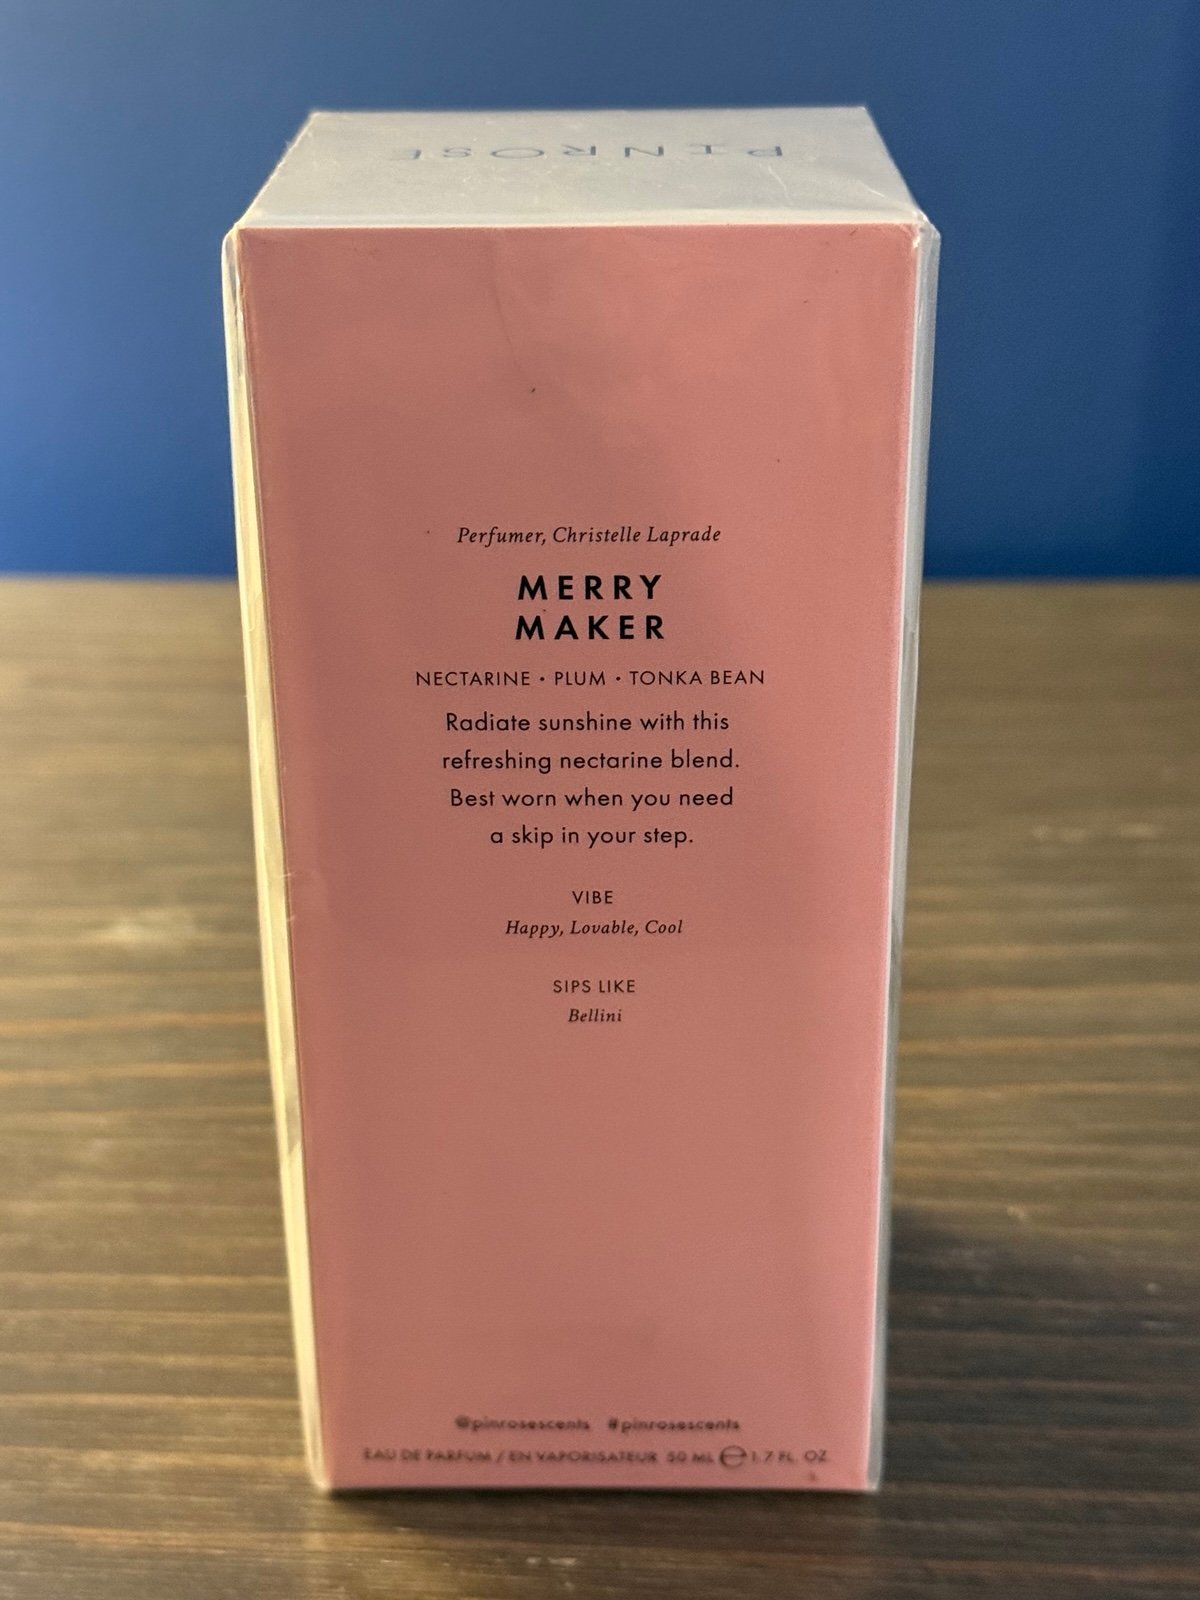 PINROSE
Perfumer, Christelle Laprade
MERRY
MAKER
NECTARINE • PLUM • TONKA BEAN
Radiate sunshine with this
refreshing nectarine blend.
Best worn when you need
a skip in your step.
VIBE
Happy, Lovable, Cool
SIPS LIKE
Bellini
@pinrosescents #pinrosescents
EAU DE PARFUM / EN VAPORISATEUR 50 ML ℮ 1.7 FL. OZ